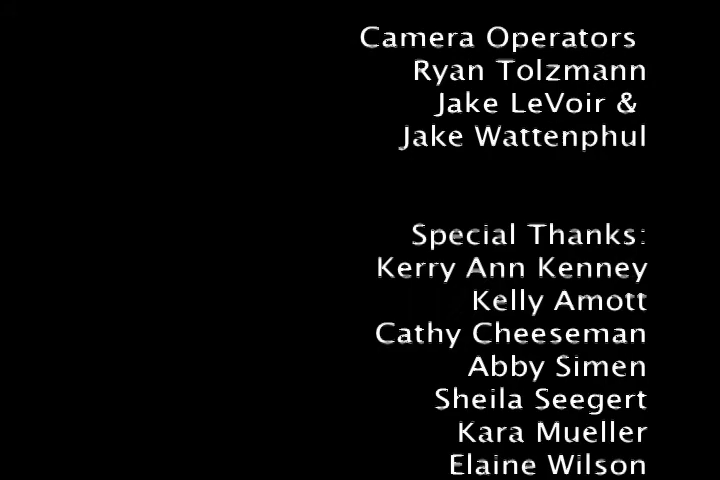 Camera Operators
Ryan Tolzmann
Jake LeVoir &
Jake Wattenphul
Special Thanks:
Kerry Ann Kenney
Kelly Amott
Cathy Cheeseman
Abby Simen
Sheila Seegert
Kara Mueller
Elaine Wilson